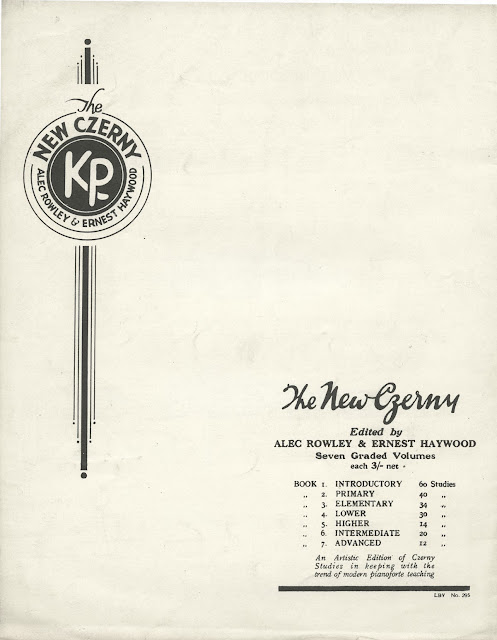 The
NEW CZERNY
KP.
ALEC ROWLEY & ERNEST HAYWOOD
The New Czerny
Edited by
ALEC ROWLEY & ERNEST HAYWOOD
Seven Graded Volumes
each 3/- net -
BOOK 1. INTRODUCTORY 60 Studies
„ 2. PRIMARY 40 „
„ 3. ELEMENTARY 34 „
„ 4. LOWER 30 „
„ 5. HIGHER 14 „
„ 6. INTERMEDIATE 20 „
„ 7. ADVANCED 12 „
An Artistic Edition of Czerny
Studies in keeping with the
trend of modern pianoforte teaching
LBY No. 295